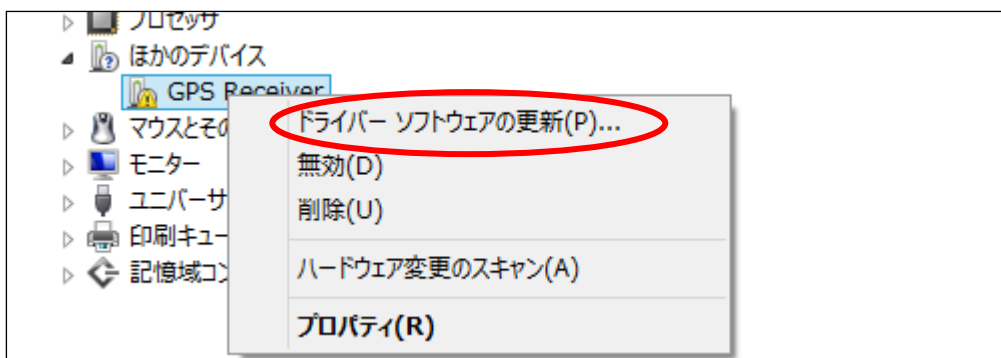 プロセッサ
ほかのデバイス
GPS Receiver
マウスとその
モニター
ユニバーサ
印刷キュー
記憶域コン
ドライバー ソフトウェアの更新(P)...
無効(D)
削除(U)
ハードウェア変更のスキャン(A)
プロパティ(R)